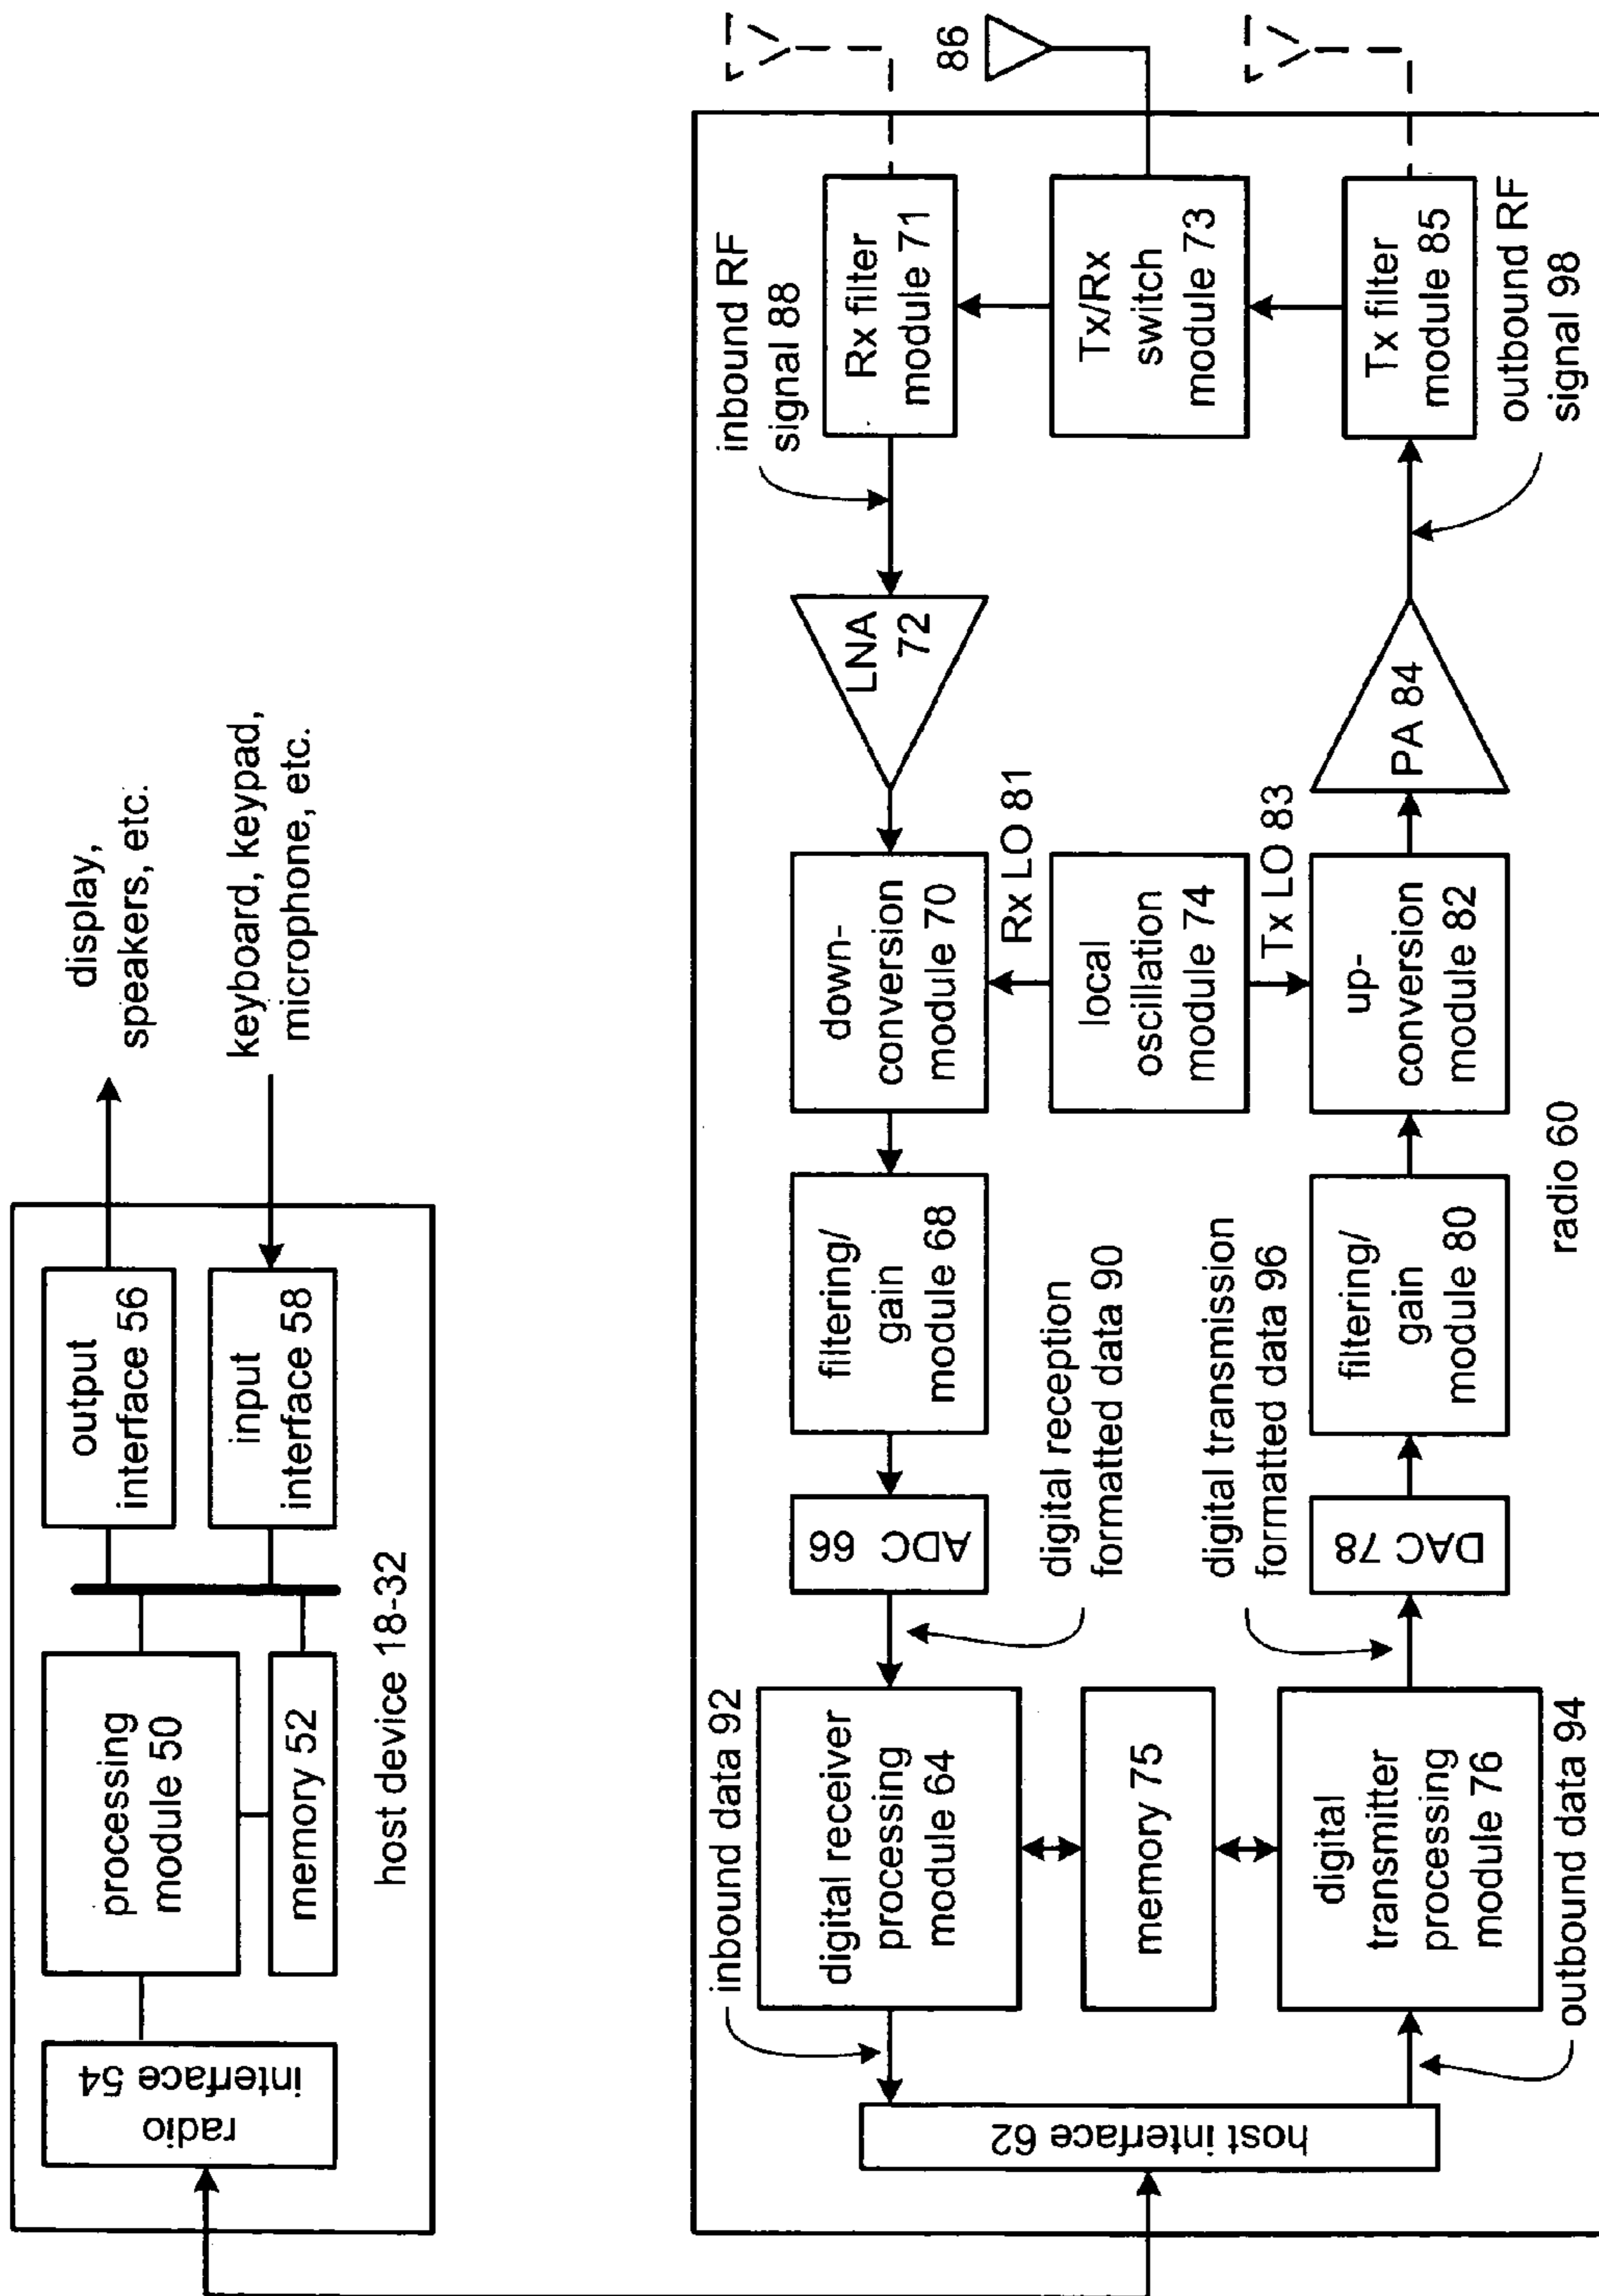 radio
interface 54
processing
module 50
memory 52
output
interface 56
input
interface 58
display,
speakers, etc.
keyboard, keypad,
microphone, etc.
host device 18-32
host interface 62
inbound data 92
digital receiver
processing
module 64
memory 75
digital
transmitter
processing
module 76
outbound data 94
ADC
66
digital reception
formatted data 90
digital transmission
formatted data 96
DAC 78
filtering/
gain
module 68
filtering/
gain
module 80
down-
conversion
module 70
Rx LO 81
local
oscillation
module 74
Tx LO 83
up-
conversion
module 82
radio 60
LNA
72
PA 84
inbound RF
signal 88
Rx filter
module 71
Tx/Rx
switch
module 73
Tx filter
module 85
outbound RF
signal 98
86